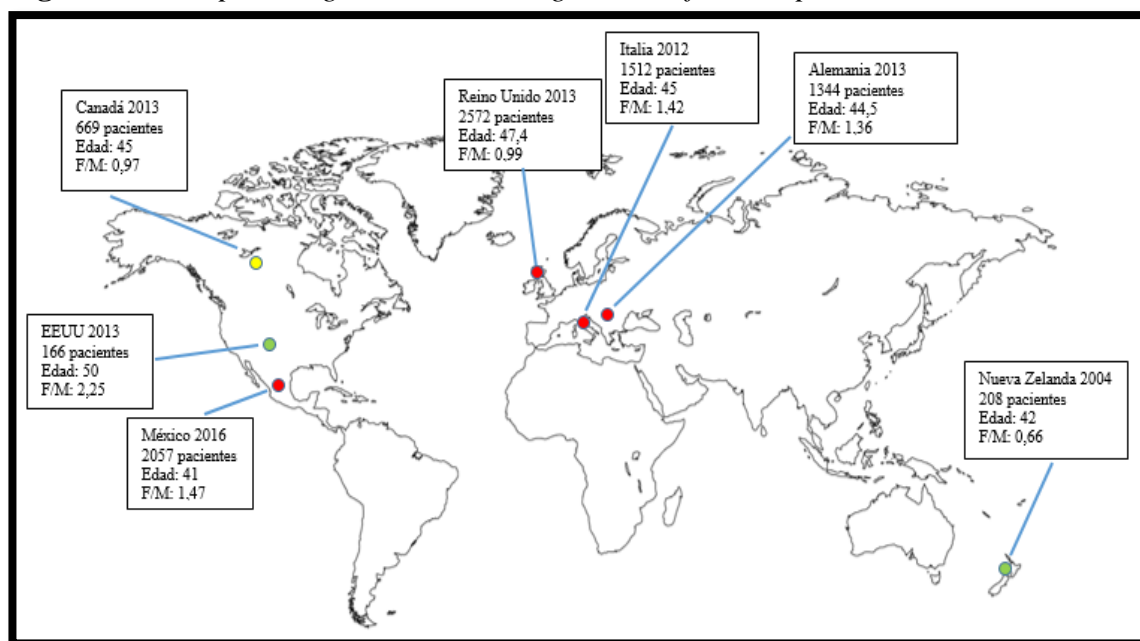 Canadá 2013
669 pacientes
Edad: 45
F/M: 0,97
Reino Unido 2013
2572 pacientes
Edad: 47,4
F/M: 0,99
Italia 2012
1512 pacientes
Edad: 45
F/M: 1,42
Alemania 2013
1344 pacientes
Edad: 44,5
F/M: 1,36
EEUU 2013
166 pacientes
Edad: 50
F/M: 2,25
México 2016
2057 pacientes
Edad: 41
F/M: 1,47
Nueva Zelanda 2004
208 pacientes
Edad: 42
F/M: 0,66